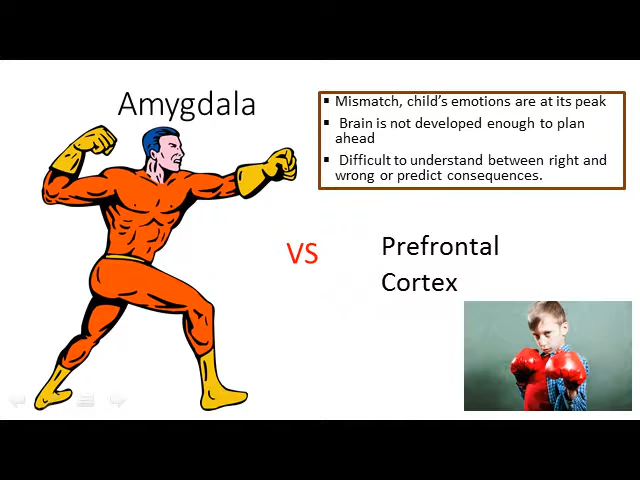 Amygdala
▪ Mismatch, child's emotions are at its peak
▪ Brain is not developed enough to plan
ahead
▪ Difficult to understand between right and
wrong or predict consequences.
VS
Prefrontal
Cortex